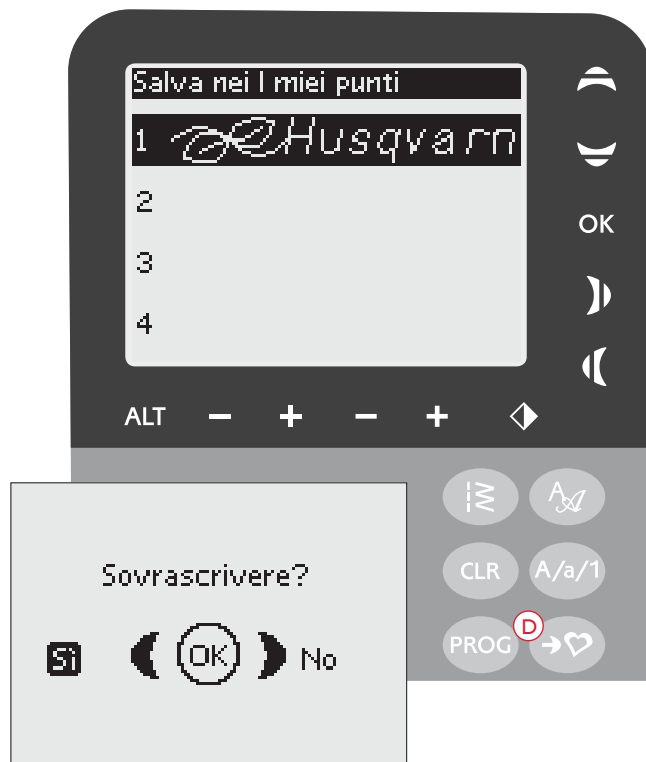 Salva nei I miei punti
1 Husqvarn
2
3
4
OK
ALT - + - +
A A
CLR A/a/1
PROG D
Sovrascrivere?
Sì OK No